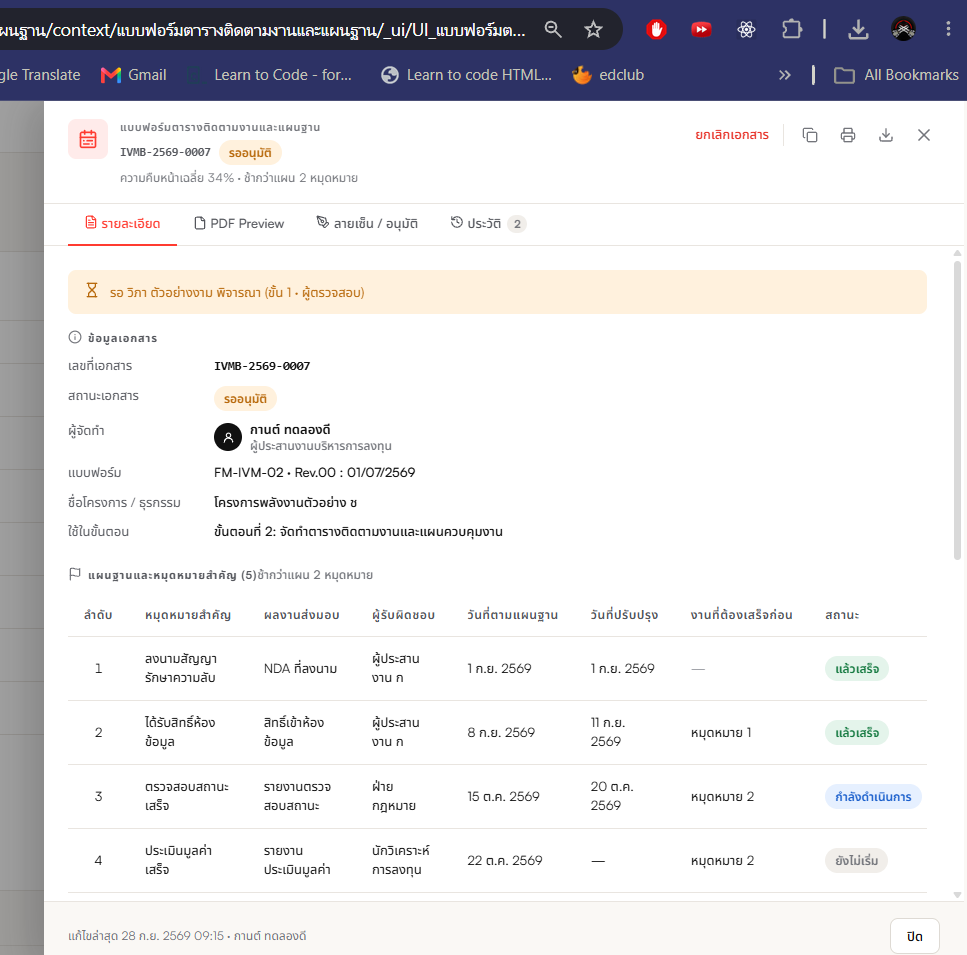 ผนฐาน/context/แบบฟอร์มตารางติดตามงานและแผนฐาน/_ui/UI_แบบฟอร์มต...
gle Translate
Gmail
Learn to Code - for...
Learn to code HTML...
edclub
»
All Bookmarks
แบบฟอร์มตารางติดตามงานและแผนฐาน
IVMB-2569-0007 รออนุมัติ
ความคืบหน้าเฉลี่ย 34% • ช้ากว่าแผน 2 หมุดหมาย
ยกเลิกเอกสาร
รายละเอียด
PDF Preview
ลายเซ็น / อนุมัติ
ประวัติ 2
รอ วิภา ตัวอย่างงาม พิจารณา (ขั้น 1 • ผู้ตรวจสอบ)
ข้อมูลเอกสาร
เลขที่เอกสาร IVMB-2569-0007
สถานะเอกสาร รออนุมัติ
ผู้จัดทำ กานต์ ทดลองดี
ผู้ประสานงานบริหารการลงทุน
แบบฟอร์ม FM-IVM-02 • Rev.00 : 01/07/2569
ชื่อโครงการ / ธุรกรรม โครงการพลังงานตัวอย่าง ช
ใช้ในขั้นตอน ขั้นตอนที่ 2: จัดทำตารางติดตามงานและแผนควบคุมงาน
แผนฐานและหมุดหมายสำคัญ (5)ช้ากว่าแผน 2 หมุดหมาย
ลำดับ หมุดหมายสำคัญ ผลงานส่งมอบ ผู้รับผิดชอบ วันที่ตามแผนฐาน วันที่ปรับปรุง งานที่ต้องเสร็จก่อน สถานะ
1 ลงนามสัญญา
รักษาความลับ
NDA ที่ลงนาม
ผู้ประสาน
งาน ก
1 ก.ย. 2569
1 ก.ย. 2569
—
แล้วเสร็จ
2 ได้รับสิทธิ์ห้อง
ข้อมูล
สิทธิ์เข้าห้อง
ข้อมูล
ผู้ประสาน
งาน ก
8 ก.ย. 2569
11 ก.ย.
2569
หมุดหมาย 1
แล้วเสร็จ
3 ตรวจสอบสถานะ
เสร็จ
รายงานตรวจ
สอบสถานะ
ฝ่าย
กฎหมาย
15 ต.ค. 2569
20 ต.ค.
2569
หมุดหมาย 2
กำลังดำเนินการ
4 ประเมินมูลค่า
เสร็จ
รายงาน
ประเมินมูลค่า
นักวิเคราะห์
การลงทุน
22 ต.ค. 2569
—
หมุดหมาย 2
ยังไม่เริ่ม
แก้ไขล่าสุด 28 ก.ย. 2569 09:15 • กานต์ ทดลองดี
ปิด